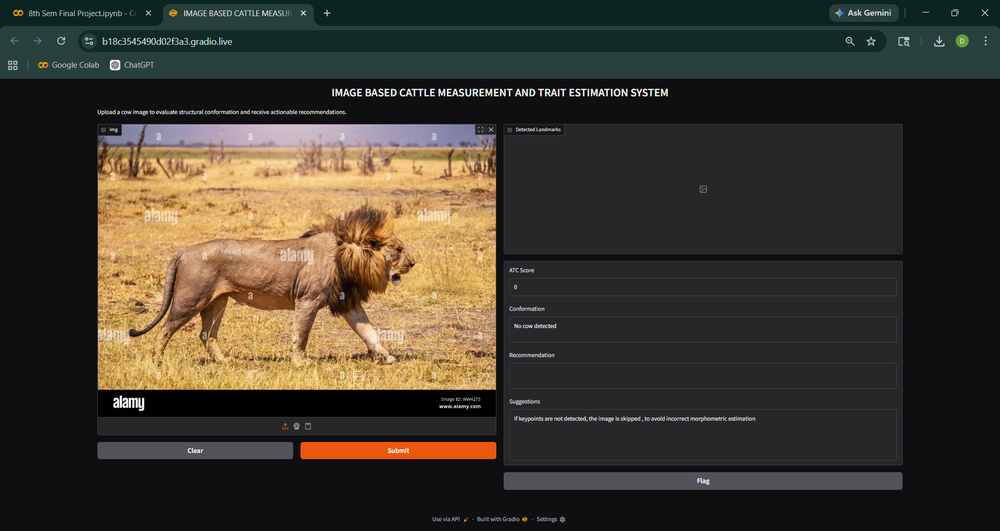 8th Sem Final Project.ipynb - Co
IMAGE BASED CATTLE MEASUR
Ask Gemini
b18c3545490d02f3a3.gradio.live
D
Google Colab
ChatGPT
IMAGE BASED CATTLE MEASUREMENT AND TRAIT ESTIMATION SYSTEM
Upload a cow image to evaluate structural conformation and receive actionable recommendations.
img
a a a a
a a a a a
alamy a a alamy
a a alamy a a
a a a a
alamy a a alamy a
a a a a
alamy
Image ID: WW42T5
www.alamy.com
Clear
Submit
Detected Landmarks
ATC Score
0
Conformation
No cow detected
Recommendation
Suggestions
If keypoints are not detected, the image is skipped , to avoid incorrect morphometric estimation
Flag
Use via API · Built with Gradio · Settings